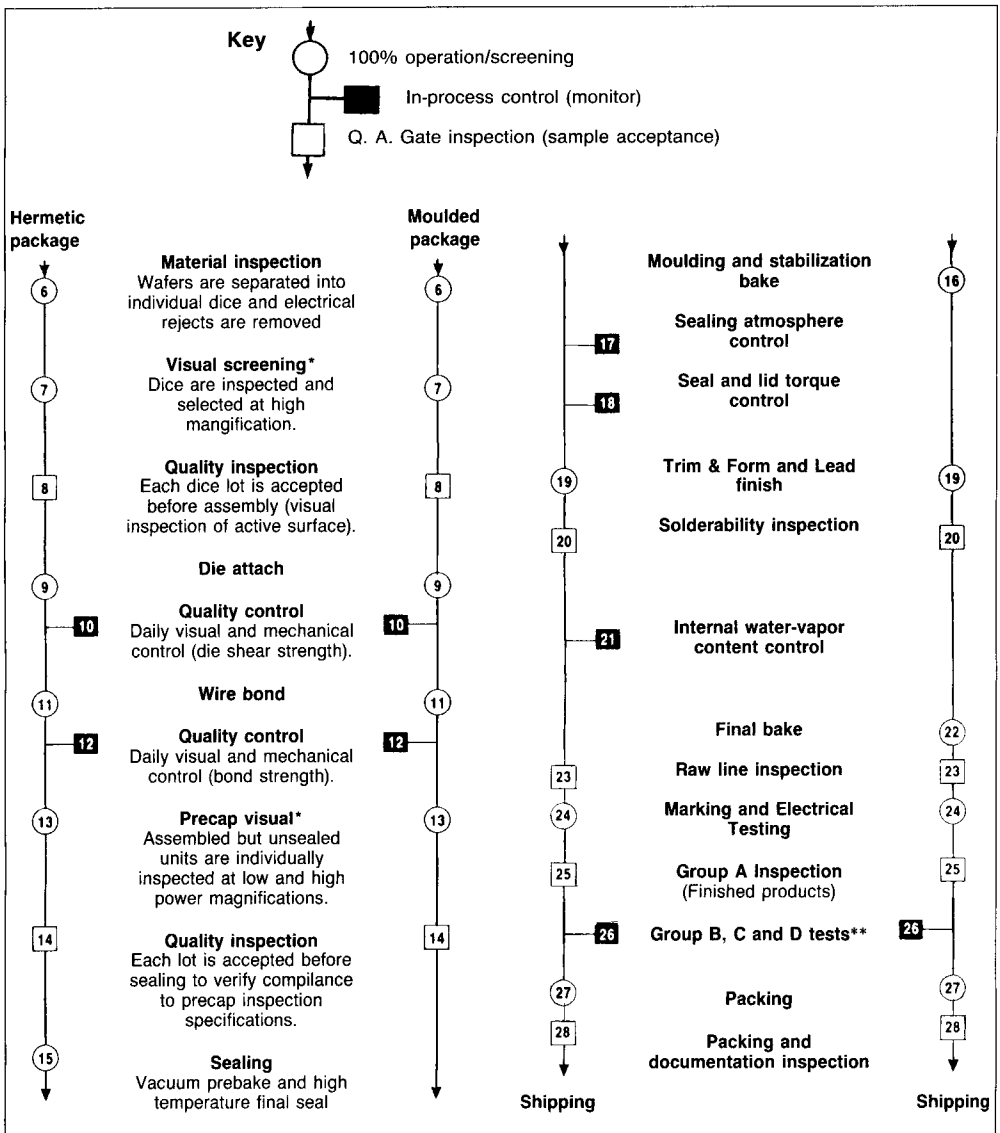 Key
100% operation/screening
In-process control (monitor)
Q. A. Gate inspection (sample acceptance)
Hermetic
package
Moulded
package
6
Material inspection
Wafers are separated into
individual dice and electrical
rejects are removed
6
7
Visual screening*
Dice are inspected and
selected at high
mangification.
7
8
Quality inspection
Each dice lot is accepted
before assembly (visual
inspection of active surface).
8
9
Die attach
9
10
Quality control
Daily visual and mechanical
control (die shear strength).
10
11
Wire bond
11
12
Quality control
Daily visual and mechanical
control (bond strength).
12
13
Precap visual*
Assembled but unsealed
units are individually
inspected at low and high
power magnifications.
13
14
Quality inspection
Each lot is accepted before
sealing to verify compilance
to precap inspection
specifications.
14
15
Sealing
Vacuum prebake and high
temperature final seal
Moulding and stabilization
bake
16
17
Sealing atmosphere
control
18
Seal and lid torque
control
19
Trim & Form and Lead
finish
19
20
Solderability inspection
20
21
Internal water-vapor
content control
Final bake
22
23
Raw line inspection
23
24
Marking and Electrical
Testing
24
25
Group A Inspection
(Finished products)
25
26
Group B, C and D tests**
26
27
Packing
27
28
Packing and
documentation inspection
28
Shipping
Shipping